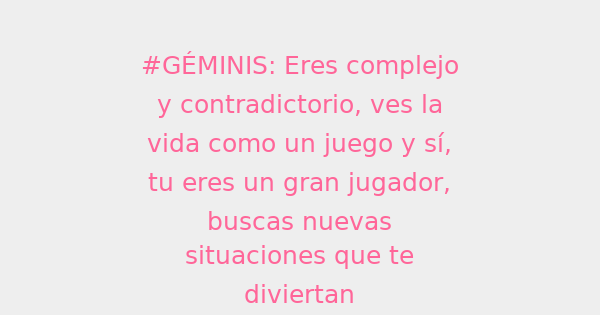 #GÉMINIS: Eres complejo
y contradictorio, ves la
vida como un juego y sí,
tu eres un gran jugador,
buscas nuevas
situaciones que te
diviertan